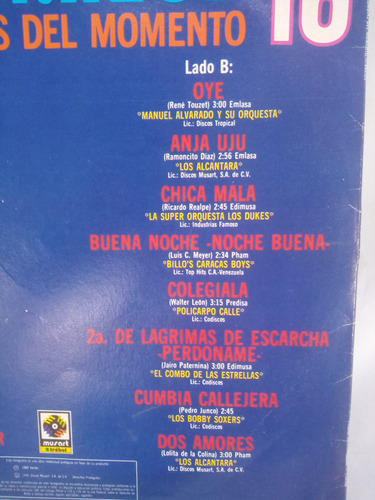 S DEL MOMENTO
16
Lado B:
OYE
(René Touzet) 3:00 Emlasa
*MANUEL ALVARADO Y SU ORQUESTA*
Lic.: Discos Tropical
ANJA UJU
(Ramoncito Diaz) 2:56 Emlasa
*LOS ALCANTARA*
Lic.: Discos Musart, S.A. de C.V.
CHICA MALA
(Ricardo Realpe) 2:45 Edimusa
*LA SUPER ORQUESTA LOS DUKES*
Lic.: Industrias Famoso
BUENA NOCHE -NOCHE BUENA-
(Luis C. Meyer) 2:34 Pham
*BILLO'S CARACAS BOYS*
Lic.: Top Hits C.A.-Venezuela
COLEGIALA
(Walter León) 3:15 Predisa
*POLICARPO CALLE*
Lic.: Codiscos
2a. DE LAGRIMAS DE ESCARCHA
-PERDONAME-
(Jairo Paternina) 3:00 Edimusa
*EL COMBO DE LAS ESTRELLAS*
Lic.: Codiscos
CUMBIA CALLEJERA
(Pedro Junco) 2:45
*LOS BOBBY SOXERS*
Lic.: Codiscos
DOS AMORES
(Lolita de la Colina) 3:00 Pham
*LOS ALCANTARA*
Lic.: Discos Musart, S.A. de C.V.
R
musart
trébol